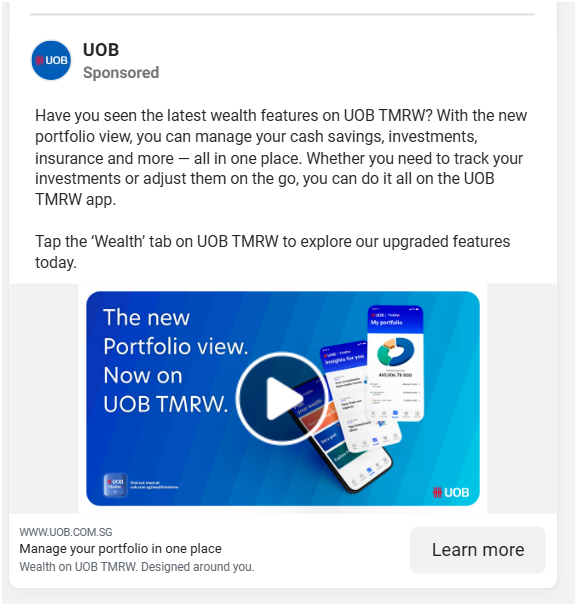 UOB
UOB
Sponsored
Have you seen the latest wealth features on UOB TMRW? With the new
portfolio view, you can manage your cash savings, investments,
insurance and more — all in one place. Whether you need to track your
investments or adjust them on the go, you can do it all on the UOB
TMRW app.
Tap the ‘Wealth’ tab on UOB TMRW to explore our upgraded features
today.
The new
Portfolio view.
Now on
UOB TMRW.
My portfolio
Insights for you
UOB
Find out more at
UOB
WWW.UOB.COM.SG
Manage your portfolio in one place
Wealth on UOB TMRW. Designed around you.
Learn more